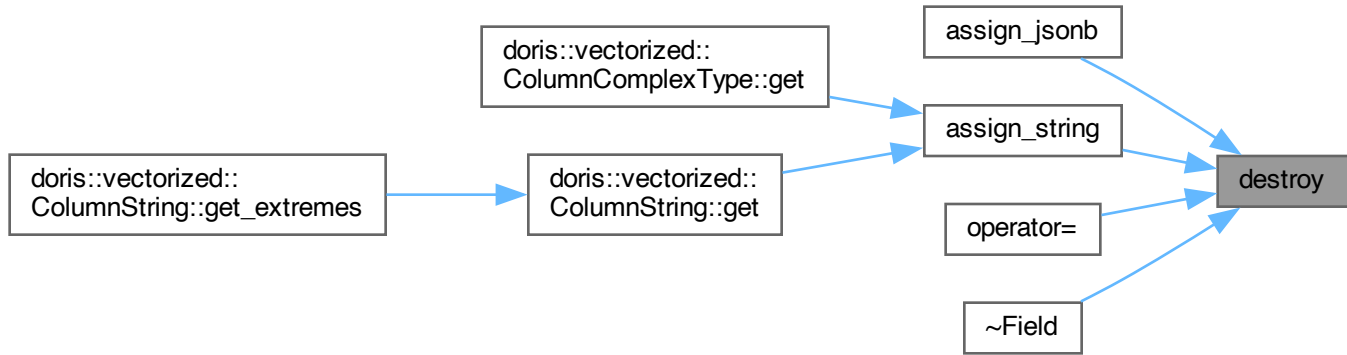 doris::vectorized::
ColumnString::get_extremes
doris::vectorized::
ColumnComplexType::get
doris::vectorized::
ColumnString::get
assign_jsonb
assign_string
operator=
~Field
destroy